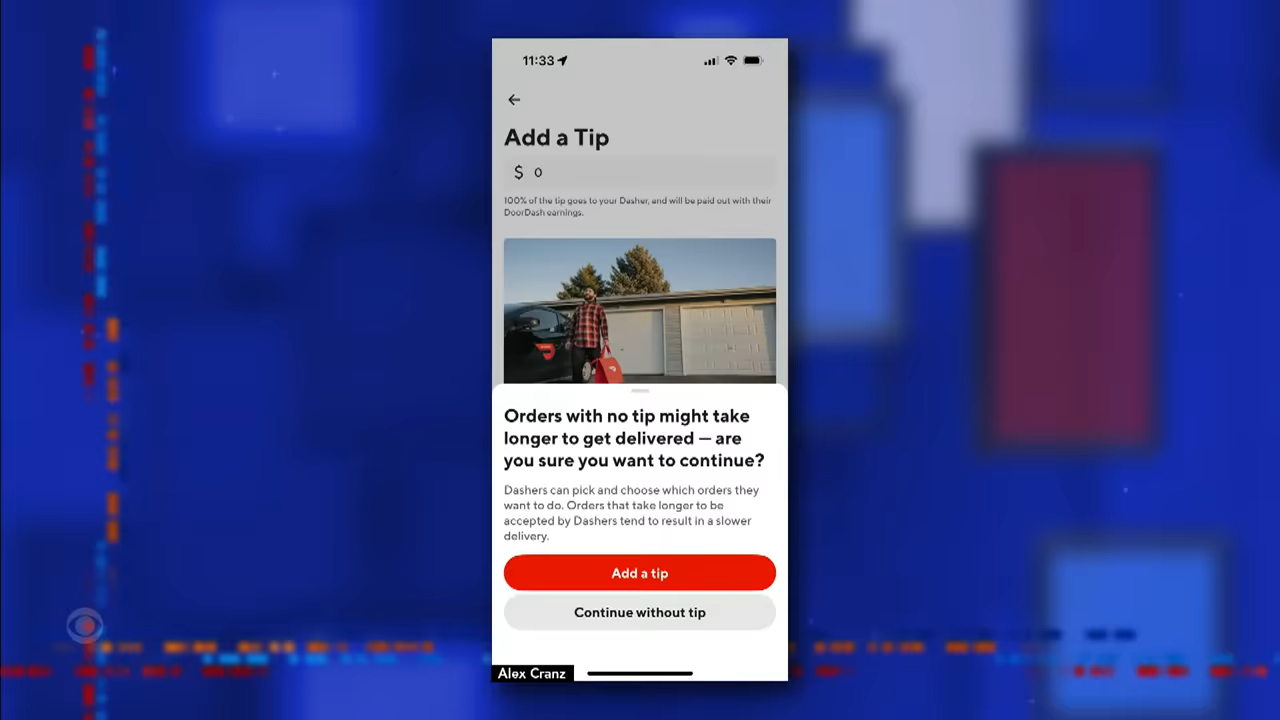 11:33
Add a Tip
$ 0
100% of the tip goes to your Dasher, and will be paid out with their
DoorDash earnings.
Orders with no tip might take
longer to get delivered — are
you sure you want to continue?
Dashers can pick and choose which orders they
want to do. Orders that take longer to be
accepted by Dashers tend to result in a slower
delivery.
Add a tip
Continue without tip
Alex Cranz